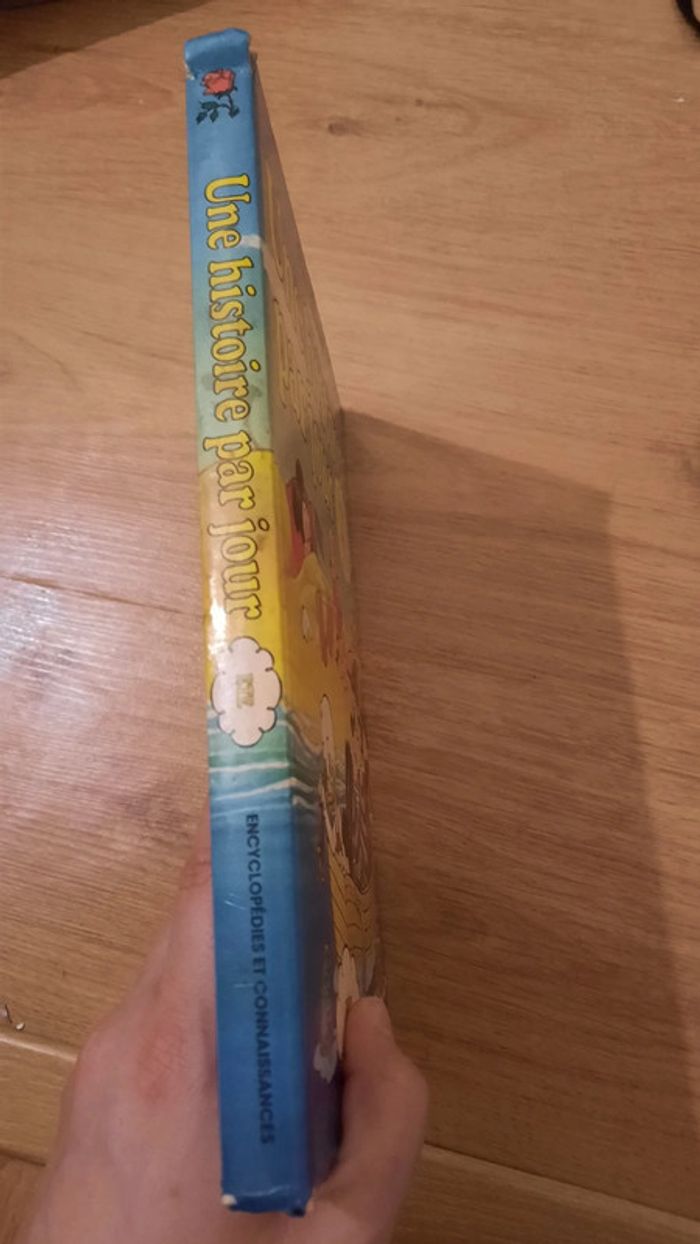 Une histoire par jour
ENCYCLOPÉDIES ET CONNAISSANCES